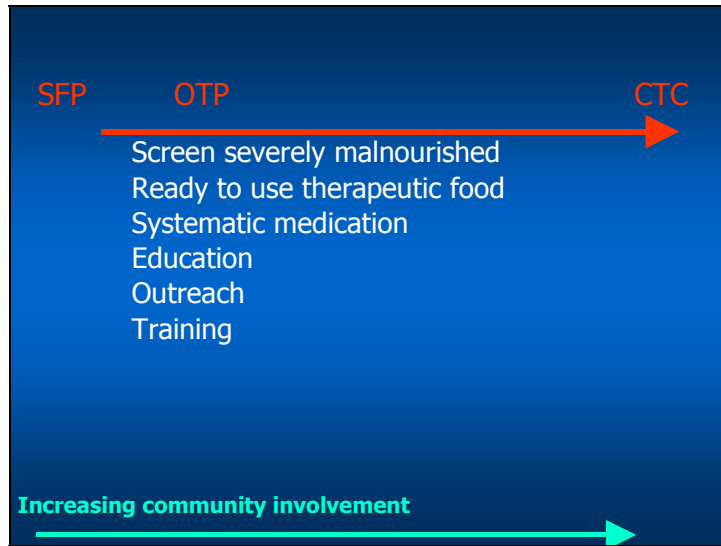 SFP OTP CTC
Screen severely malnourished
Ready to use therapeutic food
Systematic medication
Education
Outreach
Training
Increasing community involvement